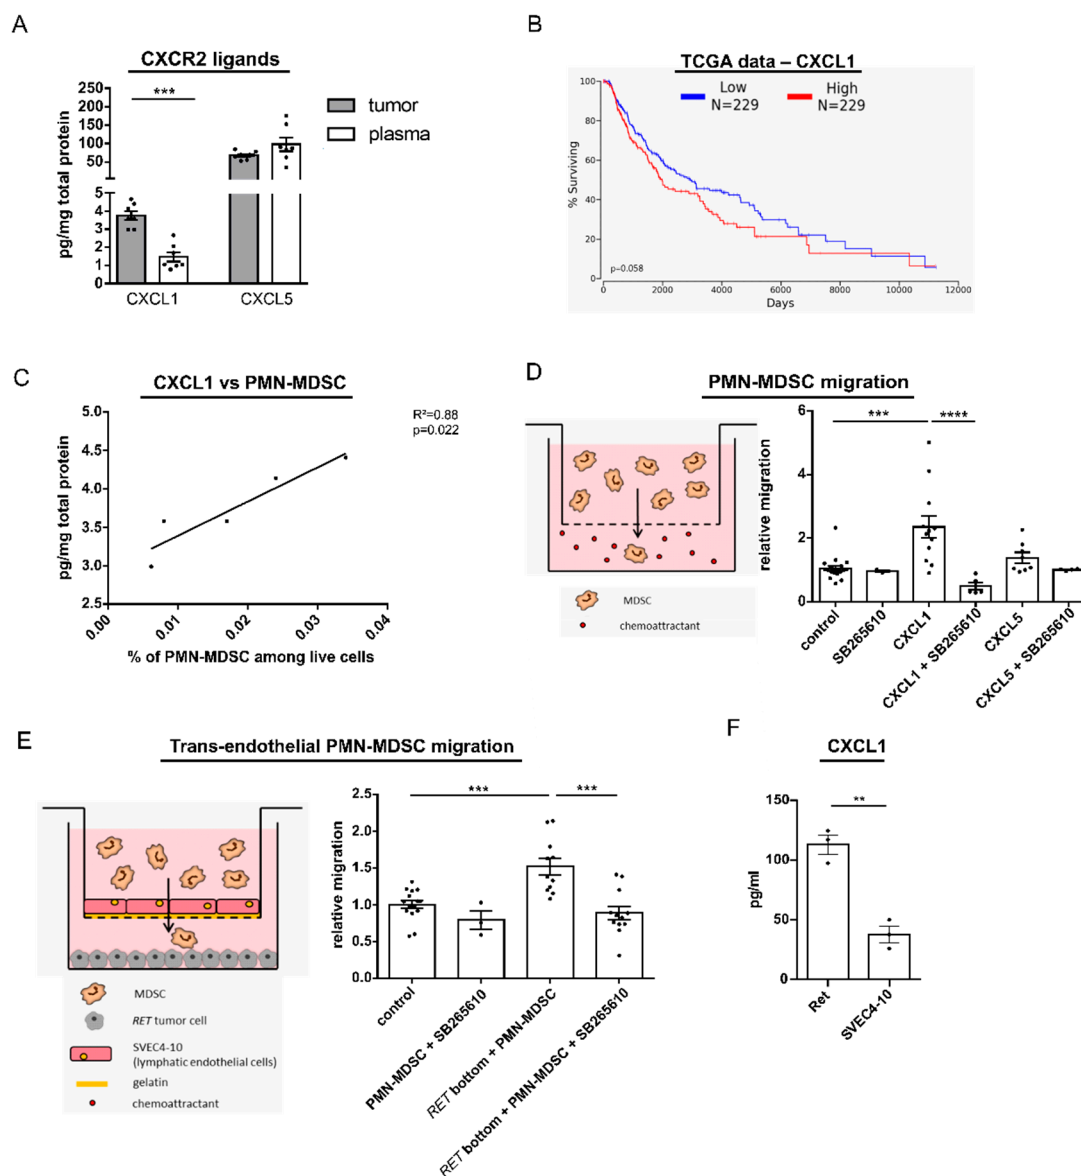 A
CXCR2 ligands
pg/mg total protein
250
200
150
100
50
5
4
3
2
1
0
***
tumor
plasma
CXCL1
CXCL5
B
TCGA data – CXCL1
Low
N=229
High
N=229
% Surviving
100
80
60
40
20
0
p=0.058
0
2000
4000
6000
8000
10000
12000
Days
C
CXCL1 vs PMN-MDSC
R²=0.88
p=0.022
pg/mg total protein
5.0
4.5
4.0
3.5
3.0
2.5
0.00
0.01
0.02
0.03
0.04
% of PMN-MDSC among live cells
D
PMN-MDSC migration
MDSC
chemoattractant
relative migration
6
4
2
0
***
****
control
SB265610
CXCL1
CXCL1 + SB265610
CXCL5
CXCL5 + SB265610
E
Trans-endothelial PMN-MDSC migration
MDSC
RET tumor cell
SVEC4-10
(lymphatic endothelial cells)
gelatin
chemoattractant
relative migration
2.5
2.0
1.5
1.0
0.5
0.0
***
***
control
PMN-MDSC + SB265610
RET bottom + PMN-MDSC
RET bottom + PMN-MDSC + SB265610
F
CXCL1
pg/ml
150
100
50
0
**
Ret
SVEC4-10